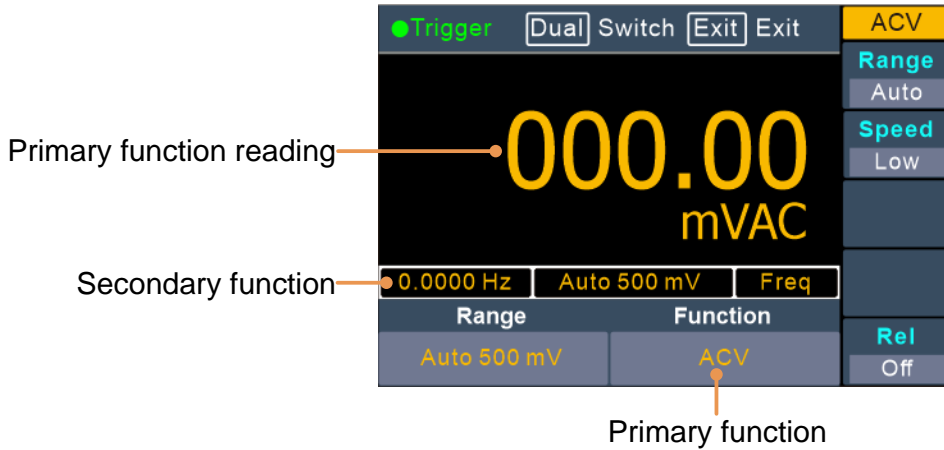 Trigger Dual Switch Exit Exit
ACV
Range
Auto
Speed
Low
Primary function reading
000.00
mVAC
Secondary function
0.0000 Hz Auto 500 mV Freq
Range Function
Auto 500 mV ACV
Rel
Off
Primary function